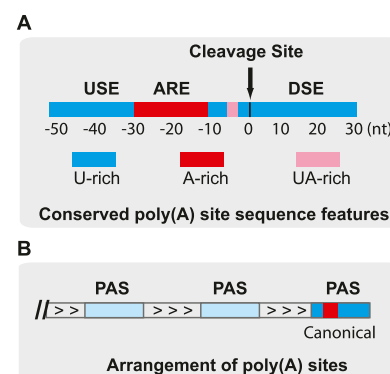 A
Cleavage Site
USE ARE DSE
-50 -40 -30 -20 -10 0 10 20 30 (nt)
U-rich A-rich UA-rich
Conserved poly(A) site sequence features
B
PAS PAS PAS
// > > > > > > > >
Canonical
Arrangement of poly(A) sites